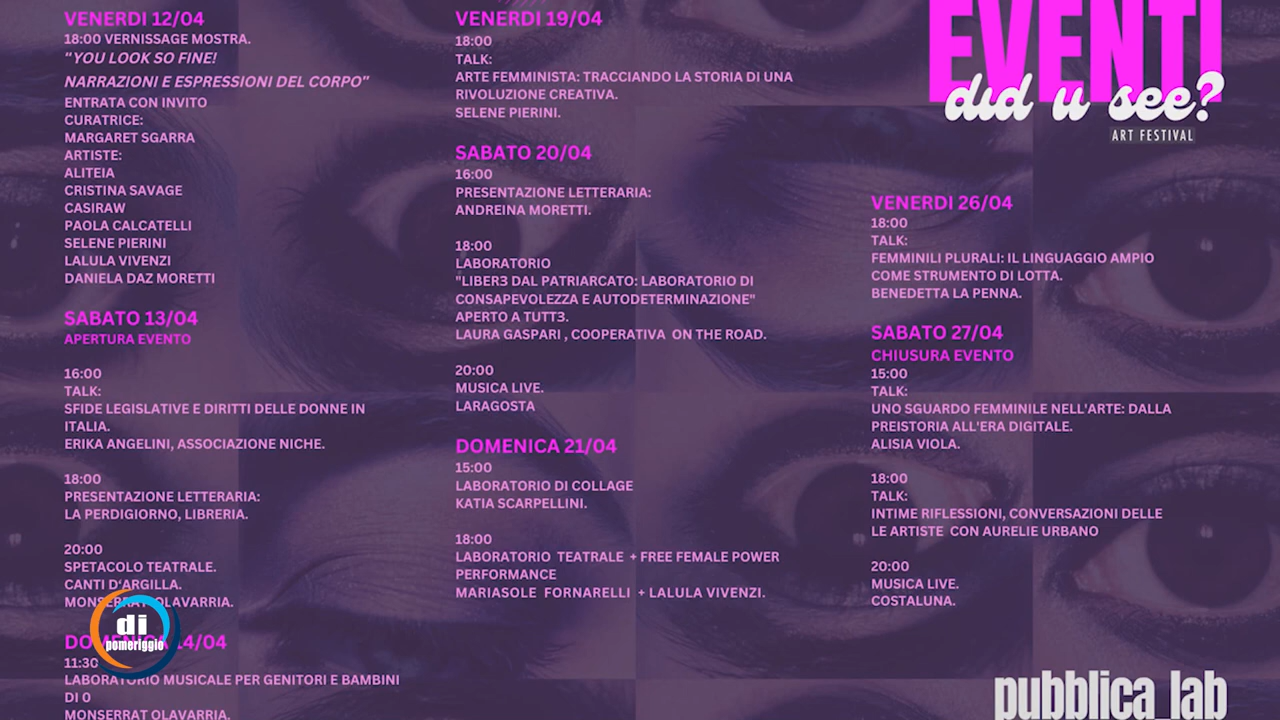 VENERDI 12/04
18:00 VERNISSAGE MOSTRA.
"YOU LOOK SO FINE!
NARRAZIONI E ESPRESSIONI DEL CORPO"
ENTRATA CON INVITO
CURATRICE:
MARGARET SGARRA
ARTISTE:
ALITEIA
CRISTINA SAVAGE
CASIRAW
PAOLA CALCATELLI
SELENE PIERINI
LALULA VIVENZI
DANIELA DAZ MORETTI
SABATO 13/04
APERTURA EVENTO
16:00
TALK:
SFIDE LEGISLATIVE E DIRITTI DELLE DONNE IN
ITALIA.
ERIKA ANGELINI, ASSOCIAZIONE NICHE.
18:00
PRESENTAZIONE LETTERARIA:
LA PERDIGIORNO, LIBRERIA.
20:00
SPETACOLO TEATRALE.
CANTI D'ARGILLA.
MONSERRAT OLAVARRIA.
DOMENICA 14/04
11:30
LABORATORIO MUSICALE PER GENITORI E BAMBINI
DI 0
MONSERRAT OLAVARRIA.
di
pomeriggio
VENERDI 19/04
18:00
TALK:
ARTE FEMMINISTA: TRACCIANDO LA STORIA DI UNA
RIVOLUZIONE CREATIVA.
SELENE PIERINI.
SABATO 20/04
16:00
PRESENTAZIONE LETTERARIA:
ANDREINA MORETTI.
18:00
LABORATORIO
"LIBER3 DAL PATRIARCATO: LABORATORIO DI
CONSAPEVOLEZZA E AUTODETERMINAZIONE"
APERTO A TUTT3.
LAURA GASPARI , COOPERATIVA ON THE ROAD.
20:00
MUSICA LIVE.
LARAGOSTA
DOMENICA 21/04
15:00
LABORATORIO DI COLLAGE
KATIA SCARPELLINI.
18:00
LABORATORIO TEATRALE + FREE FEMALE POWER
PERFORMANCE
MARIASOLE FORNARELLI + LALULA VIVENZI.
EVENTI
did u see?
ART FESTIVAL
VENERDI 26/04
18:00
TALK:
FEMMINILI PLURALI: IL LINGUAGGIO AMPIO
COME STRUMENTO DI LOTTA.
BENEDETTA LA PENNA.
SABATO 27/04
CHIUSURA EVENTO
15:00
TALK:
UNO SGUARDO FEMMINILE NELL'ARTE: DALLA
PREISTORIA ALL'ERA DIGITALE.
ALISIA VIOLA.
18:00
TALK:
INTIME RIFLESSIONI, CONVERSAZIONI DELLE
LE ARTISTE CON AURELIE URBANO
20:00
MUSICA LIVE.
COSTALUNA.
pubblica lab